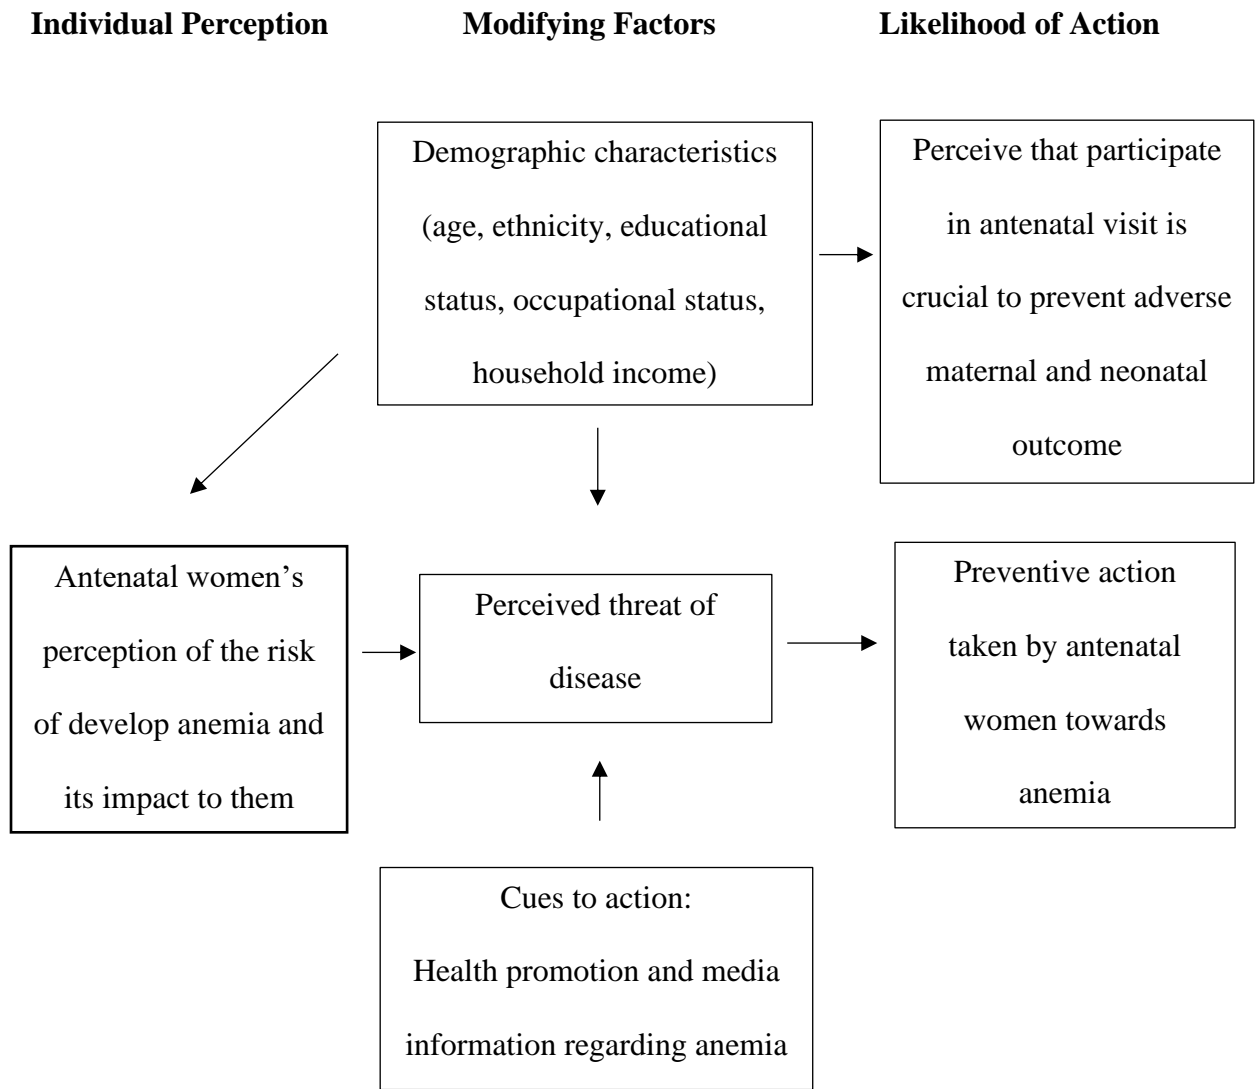 Individual Perception
Modifying Factors
Likelihood of Action
Demographic characteristics
(age, ethnicity, educational
status, occupational status,
household income)
Perceive that participate
in antenatal visit is
crucial to prevent adverse
maternal and neonatal
outcome
Antenatal women’s
perception of the risk
of develop anemia and
its impact to them
Perceived threat of
disease
Preventive action
taken by antenatal
women towards
anemia
Cues to action:
Health promotion and media
information regarding anemia